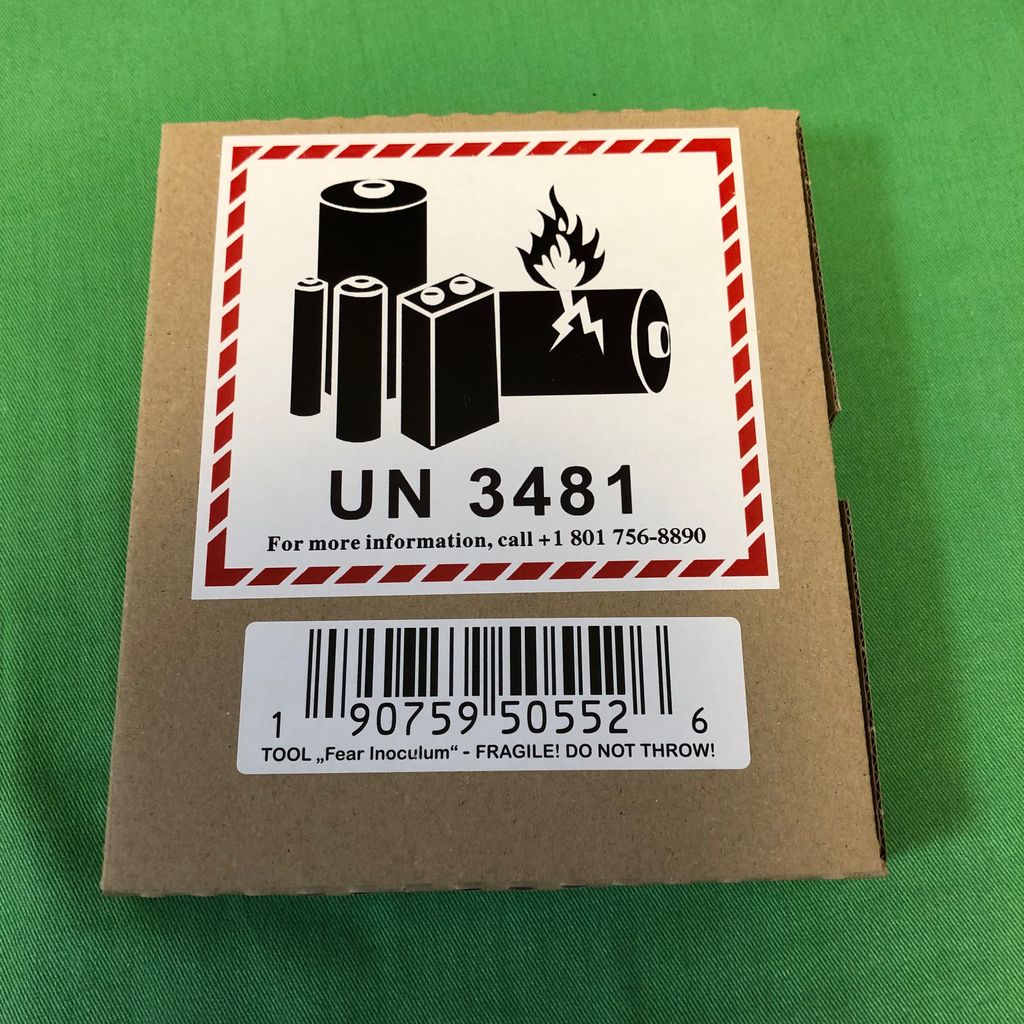 UN 3481
For more information, call +1 801 756-8890
1 90759 50552 6
TOOL „Fear Inoculum“ - FRAGILE! DO NOT THROW!